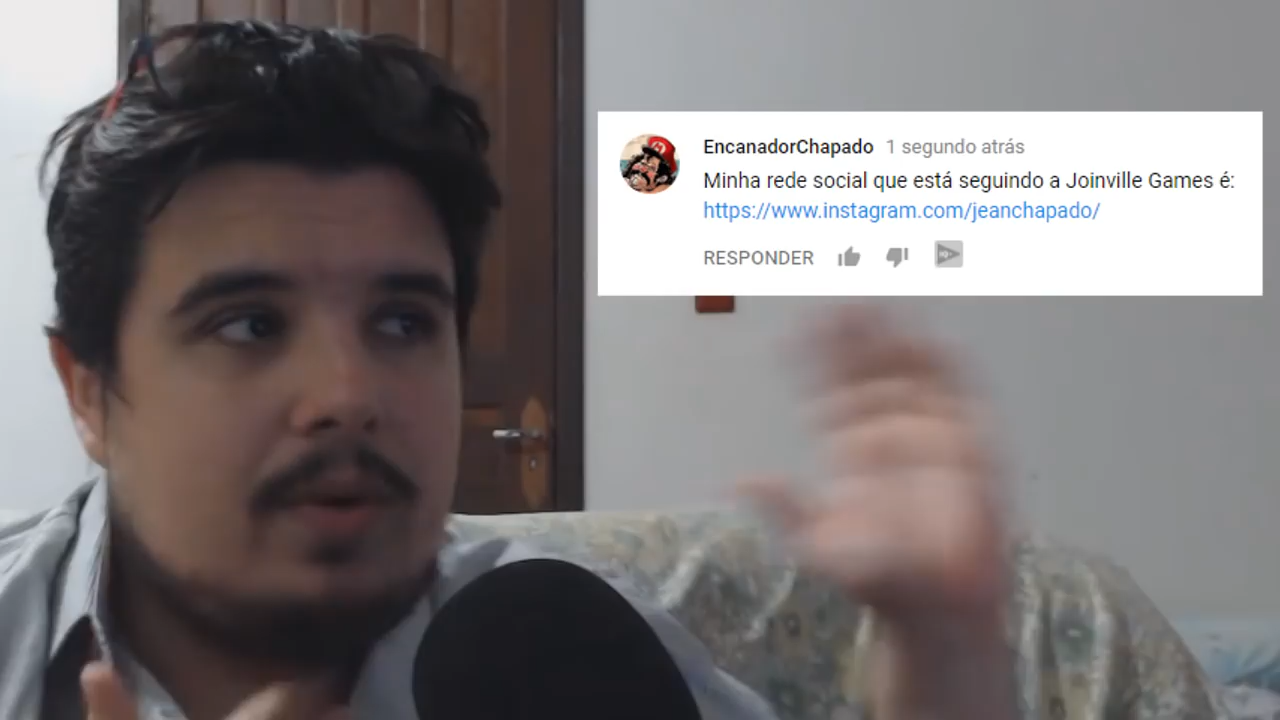 EncanadorChapado 1 segundo atrás
Minha rede social que está seguindo a Joinville Games é:
https://www.instagram.com/jeanchapado/
RESPONDER